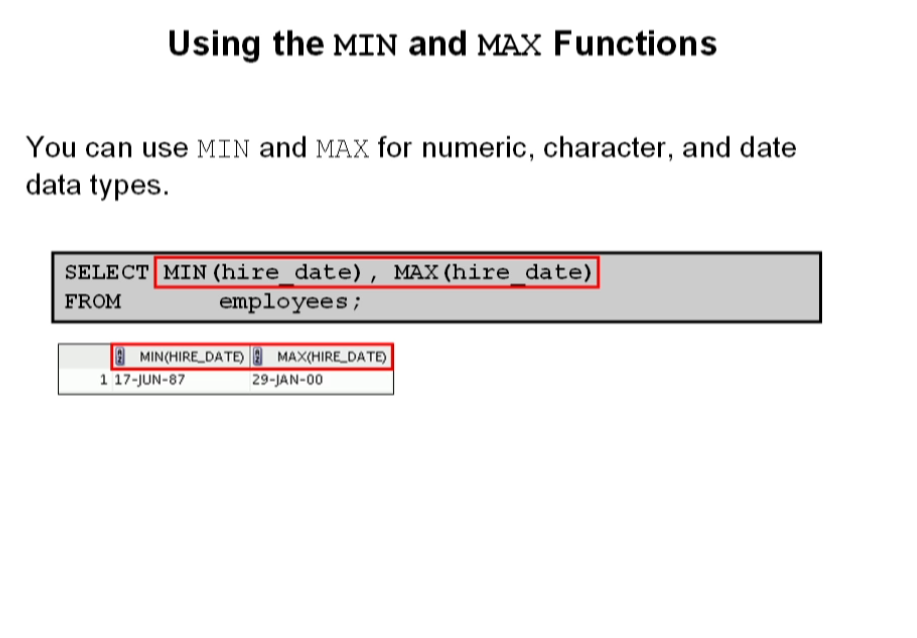 Using the MIN and MAX Functions
You can use MIN and MAX for numeric, character, and date
data types.
SELECT MIN(hire_date), MAX(hire_date)
FROM employees;
MIN(HIRE_DATE) MAX(HIRE_DATE)
1 17-JUN-87 29-JAN-00